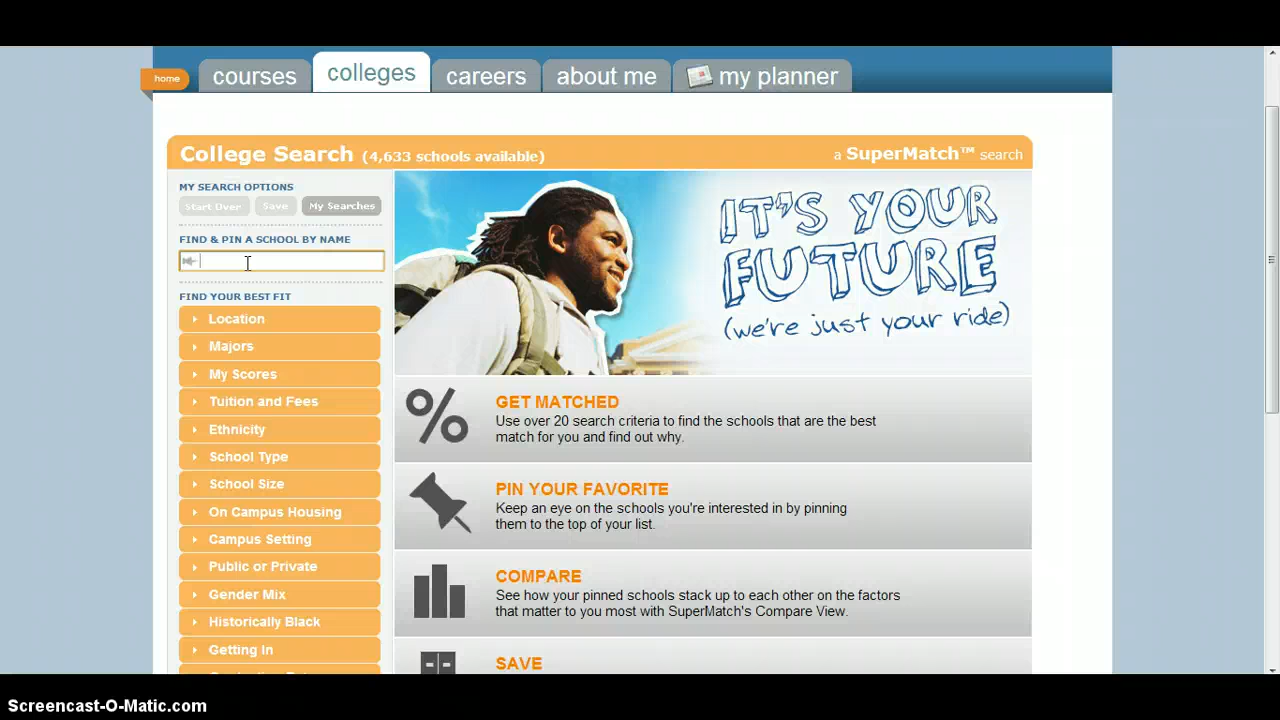 home
courses
colleges
careers
about me
my planner
College Search (4,633 schools available)
a SuperMatch™ search
MY SEARCH OPTIONS
Start Over
Save
My Searches
FIND & PIN A SCHOOL BY NAME
FIND YOUR BEST FIT
Location
Majors
My Scores
Tuition and Fees
Ethnicity
School Type
School Size
On Campus Housing
Campus Setting
Public or Private
Gender Mix
Historically Black
Getting In
IT'S YOUR
FUTURE
(we're just your ride)
GET MATCHED
Use over 20 search criteria to find the schools that are the best
match for you and find out why.
PIN YOUR FAVORITE
Keep an eye on the schools you're interested in by pinning
them to the top of your list.
COMPARE
See how your pinned schools stack up to each other on the factors
that matter to you most with SuperMatch's Compare View.
SAVE
Screencast-O-Matic.com